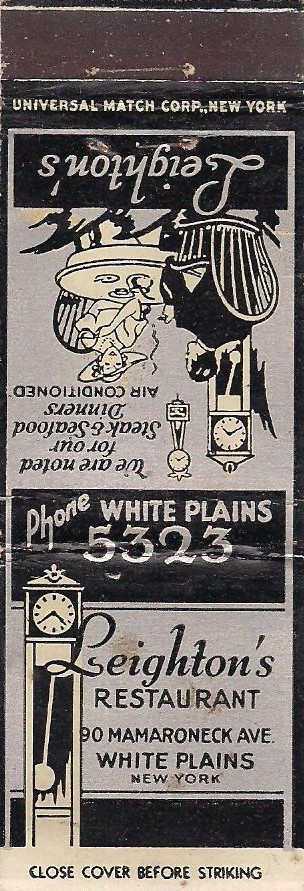 UNIVERSAL MATCH CORP., NEW YORK
Leighton's
AIR CONDITIONED
We are noted
for our
Steak & Seafood
Dinners
Phone WHITE PLAINS
5323
Leighton's
RESTAURANT
90 MAMARONECK AVE.
WHITE PLAINS
NEW YORK
CLOSE COVER BEFORE STRIKING